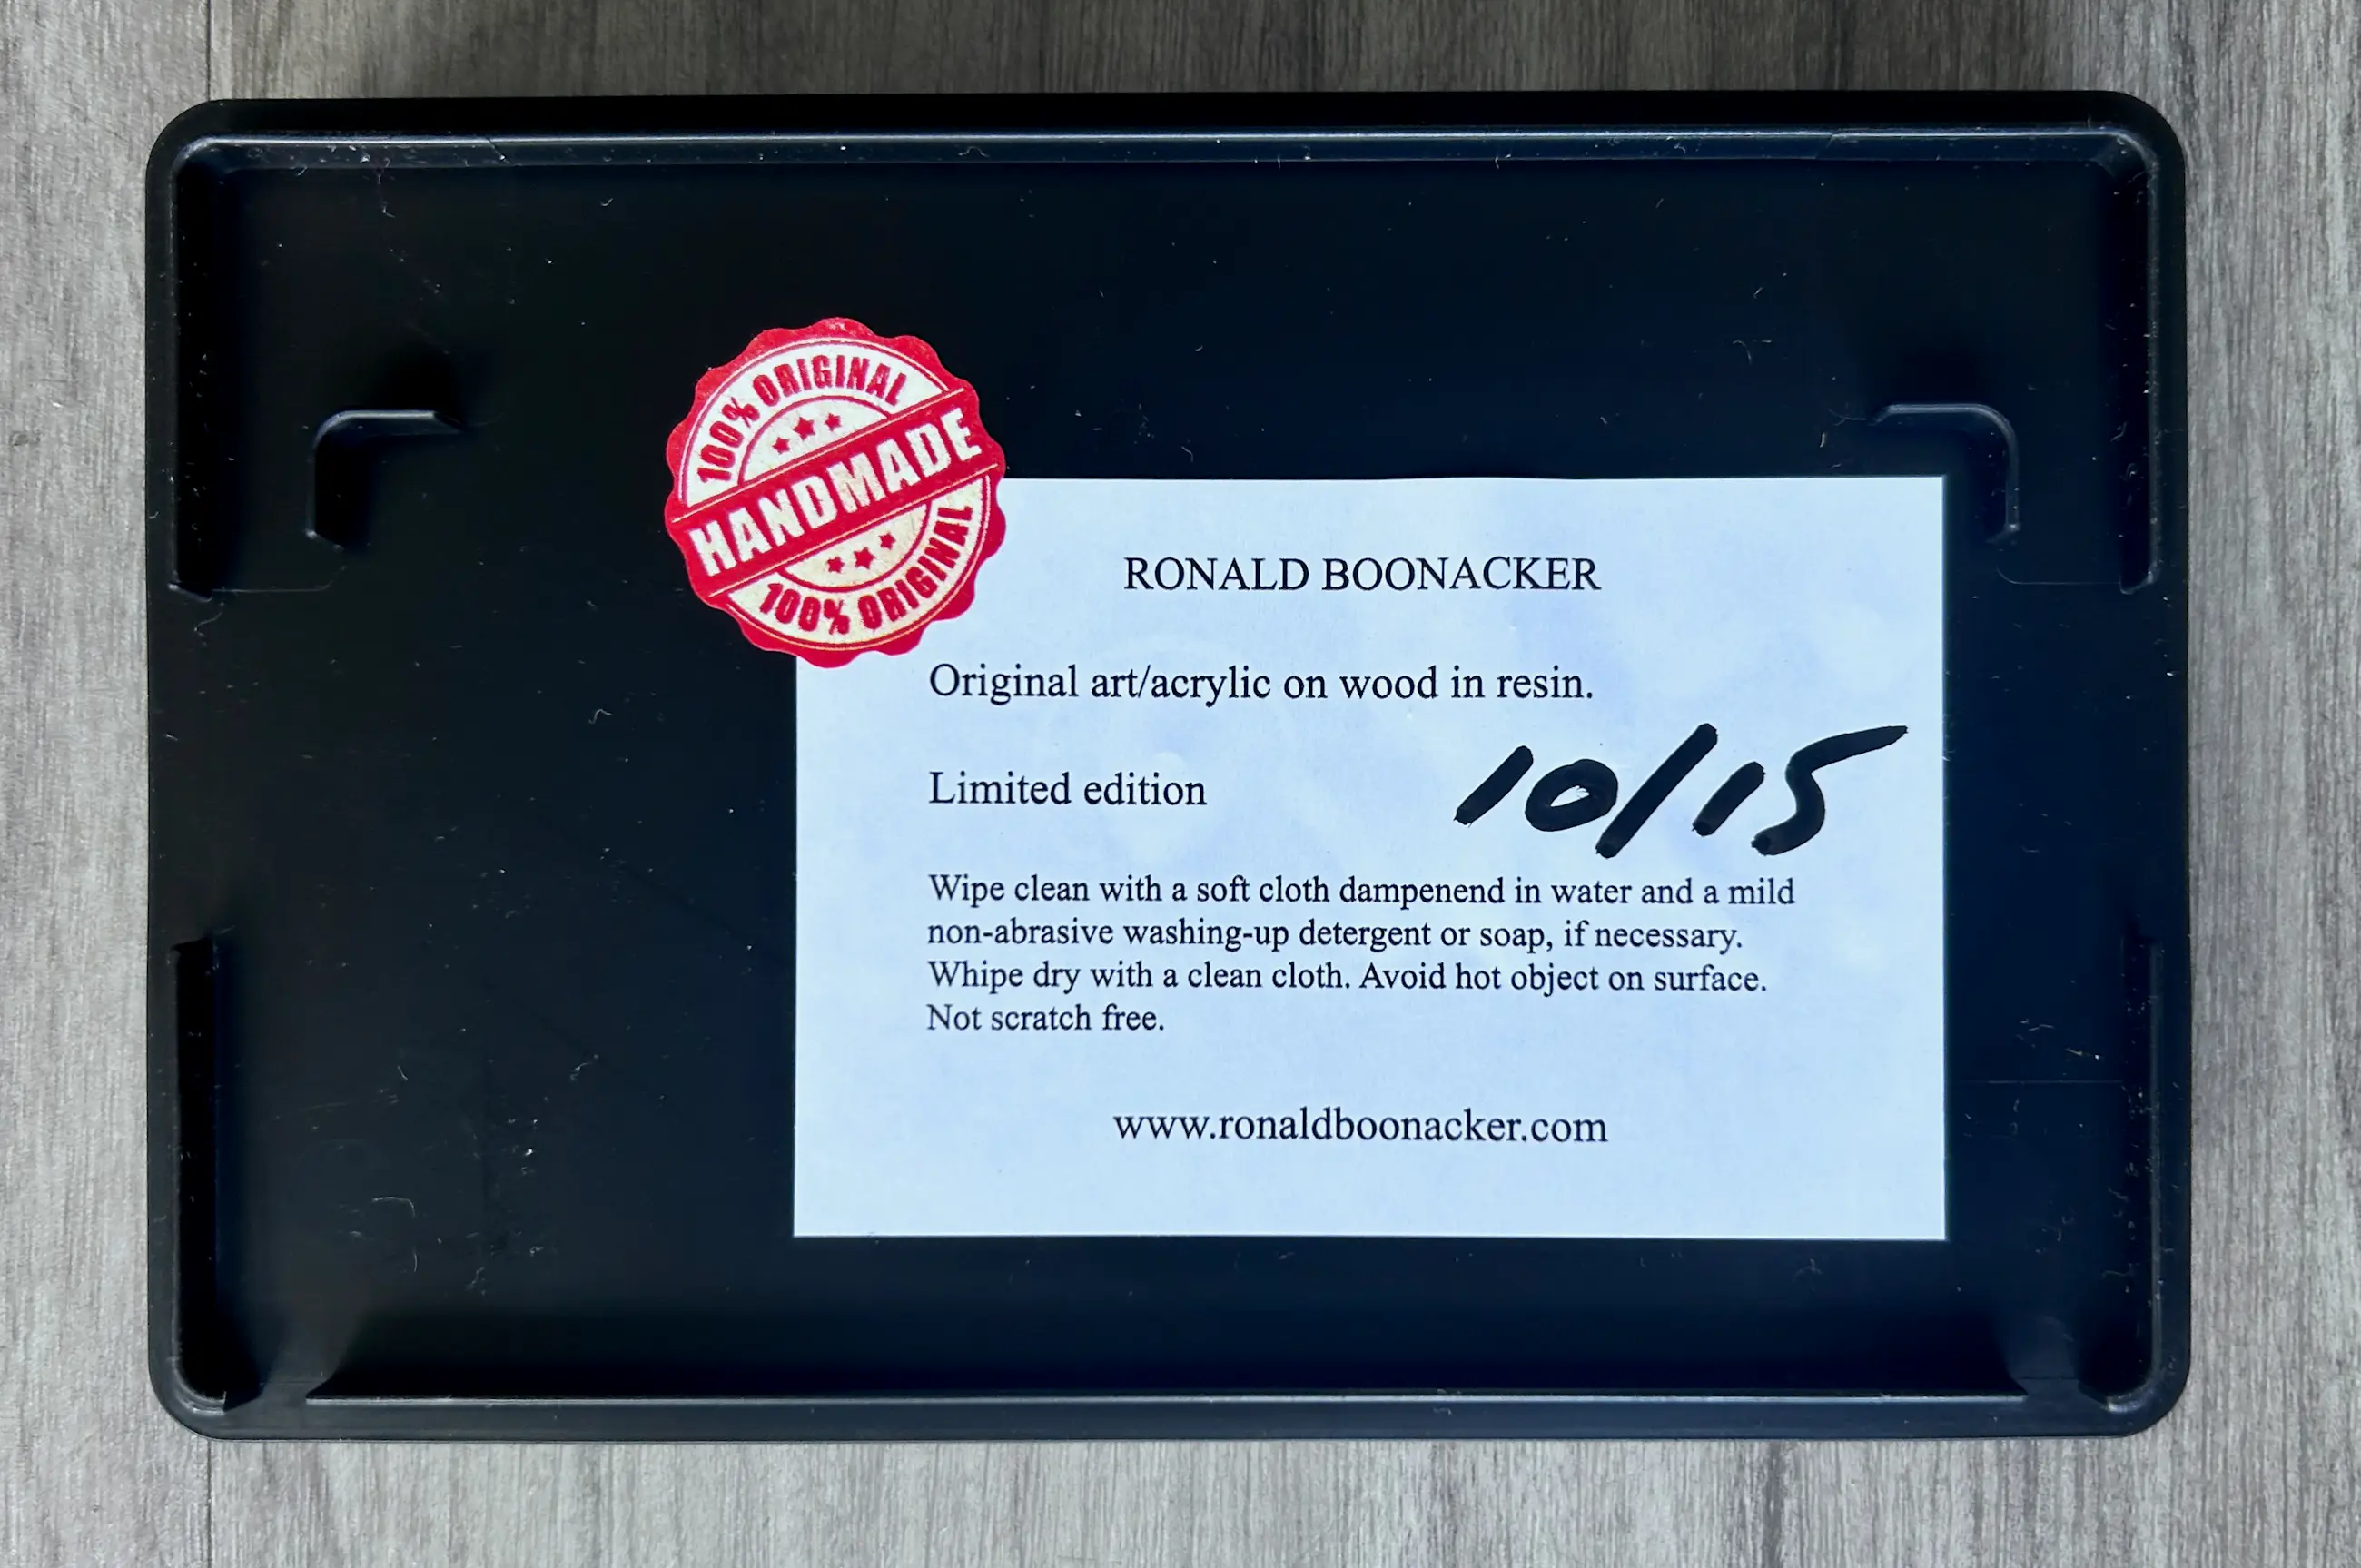 100% ORIGINAL
HANDMADE
100% ORIGINAL
RONALD BOONACKER
Original art/acrylic on wood in resin.
Limited edition 10/15
Wipe clean with a soft cloth dampenend in water and a mild
non-abrasive washing-up detergent or soap, if necessary.
Whipe dry with a clean cloth. Avoid hot object on surface.
Not scratch free.
www.ronaldboonacker.com